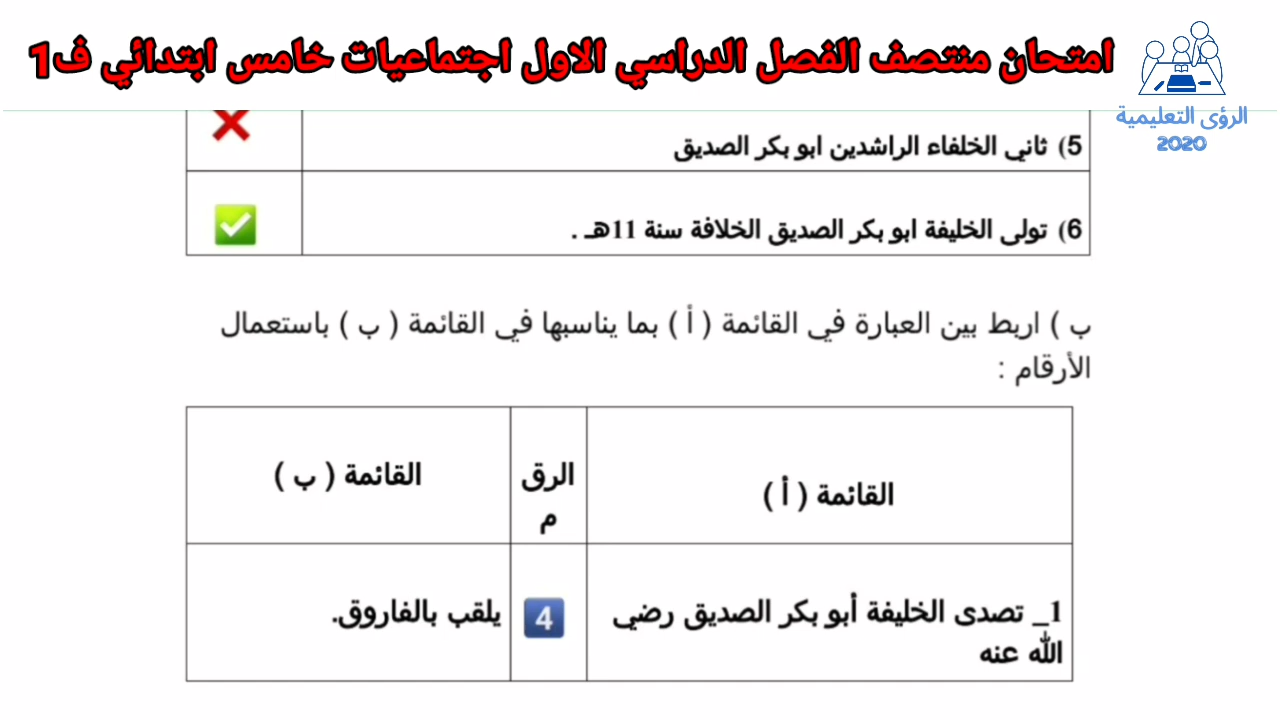 امتحان منتصف الفصل الدراسي الاول اجتماعيات خامس ابتدائي ف1
الرؤى التعليمية
2020
5) ثاني الخلفاء الراشدين ابو بكر الصديق
6) تولى الخليفة ابو بكر الصديق الخلافة سنة 11هـ .
ب ) اربط بين العبارة في القائمة ( أ ) بما يناسبها في القائمة ( ب ) باستعمال
الأرقام :
القائمة ( أ )
الرق
م
القائمة ( ب )
1_ تصدى الخليفة أبو بكر الصديق رضي
الله عنه
4
يلقب بالفاروق.